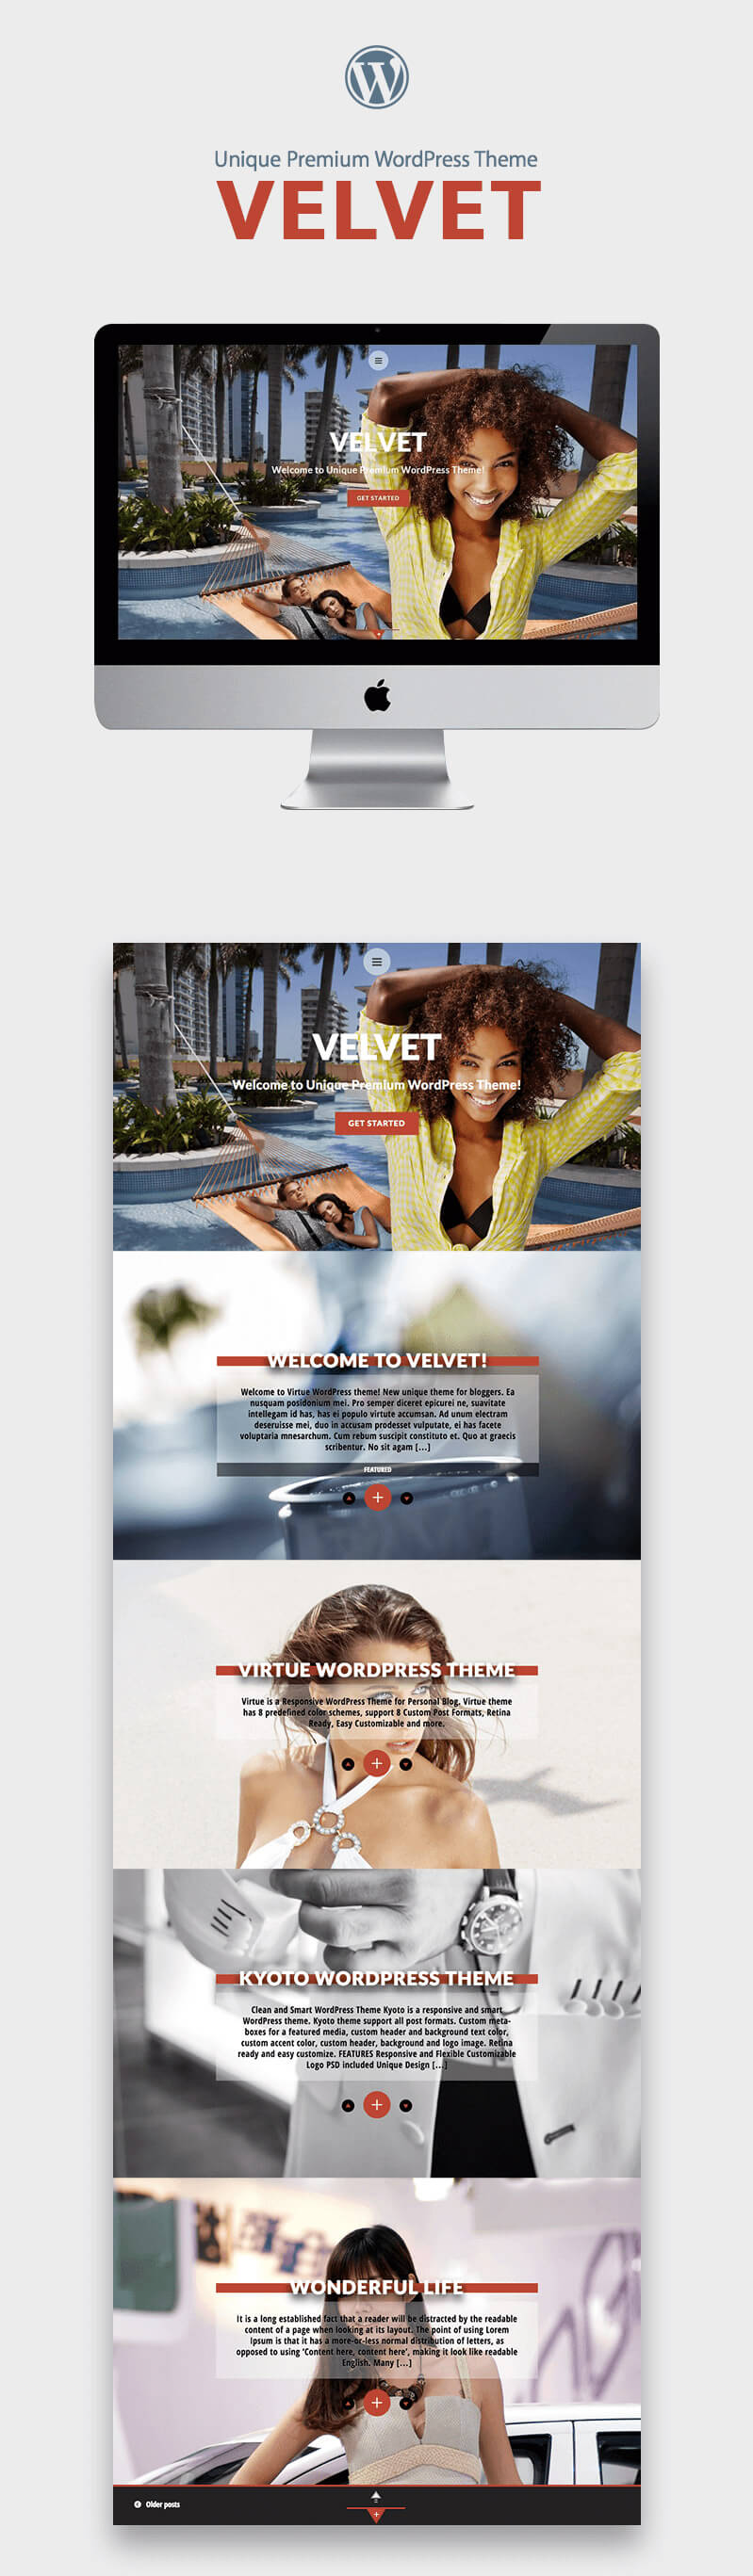 Unique Premium WordPress Theme
VELVET
VELVET
Welcome to Unique Premium WordPress Theme!
GET STARTED
VELVET
Welcome to Unique Premium WordPress Theme!
GET STARTED
WELCOME TO VELVET!
Welcome to Virtue WordPress theme! New unique theme for bloggers. Ea
nusquam posidonium mei. Pro semper diceret epicurei ne, suavitate
intellegam id has, has ei populo virtute accumsan. Ad unum electram
deseruisse mei, duo in accusam prodesset vulputate, ei has facete
voluptaria mnesarchum. Cum rebum suscipit constituto et. Quo at graecis
scribentur. No sit agam [...]
FEATURED
VIRTUE WORDPRESS THEME
Virtue is a Responsive WordPress Theme for Personal Blog. Virtue theme
has 8 predefined color schemes, support 8 Custom Post Formats, Retina
Ready, Easy Customizable and more.
KYOTO WORDPRESS THEME
Clean and Smart WordPress Theme Kyoto is a responsive and smart
WordPress theme. Kyoto theme support all post formats. Custom meta-
boxes for a featured media, custom header and background text color,
custom accent color, custom header, background and logo image. Retina
ready and easy customize. FEATURES Responsive and Flexible Customizable
Logo PSD included Unique Design [...]
WONDERFUL LIFE
It is a long established fact that a reader will be distracted by the readable
content of a page when looking at its layout. The point of using Lorem
Ipsum is that it has a more-or-less normal distribution of letters, as
opposed to using 'Content here, content here', making it look like readable
English. Many [...]
Older posts